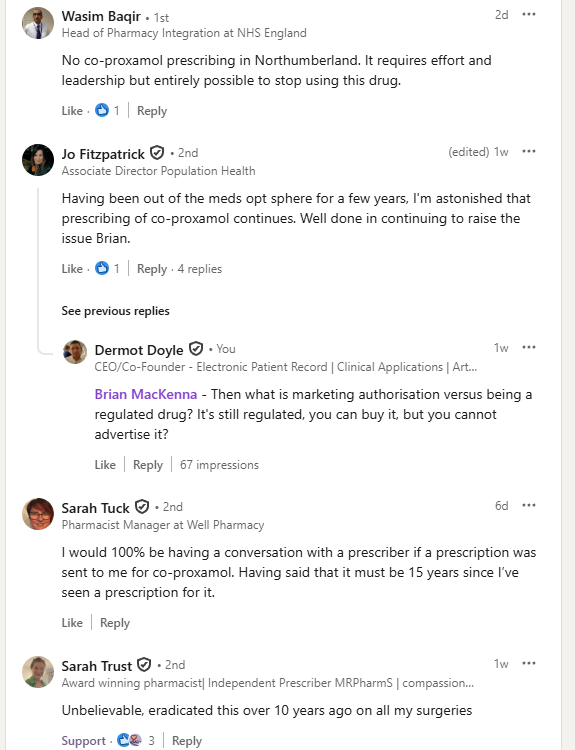 Wasim Baqir • 1st
2d
Head of Pharmacy Integration at NHS England
No co-proxamol prescribing in Northumberland. It requires effort and
leadership but entirely possible to stop using this drug.
Like · 1 | Reply
Jo Fitzpatrick • 2nd
(edited) 1w
Associate Director Population Health
Having been out of the meds opt sphere for a few years, I'm astonished that
prescribing of co-proxamol continues. Well done in continuing to raise the
issue Brian.
Like · 1 | Reply · 4 replies
See previous replies
Dermot Doyle • You
1w
CEO/Co-Founder - Electronic Patient Record | Clinical Applications | Art...
Brian MacKenna - Then what is marketing authorisation versus being a
regulated drug? It's still regulated, you can buy it, but you cannot
advertise it?
Like | Reply | 67 impressions
Sarah Tuck • 2nd
6d
Pharmacist Manager at Well Pharmacy
I would 100% be having a conversation with a prescriber if a prescription was
sent to me for co-proxamol. Having said that it must be 15 years since I've
seen a prescription for it.
Like | Reply
Sarah Trust • 2nd
1w
Award winning pharmacist| Independent Prescriber MRPharmS | compassion...
Unbelievable, eradicated this over 10 years ago on all my surgeries
Support · 3 | Reply